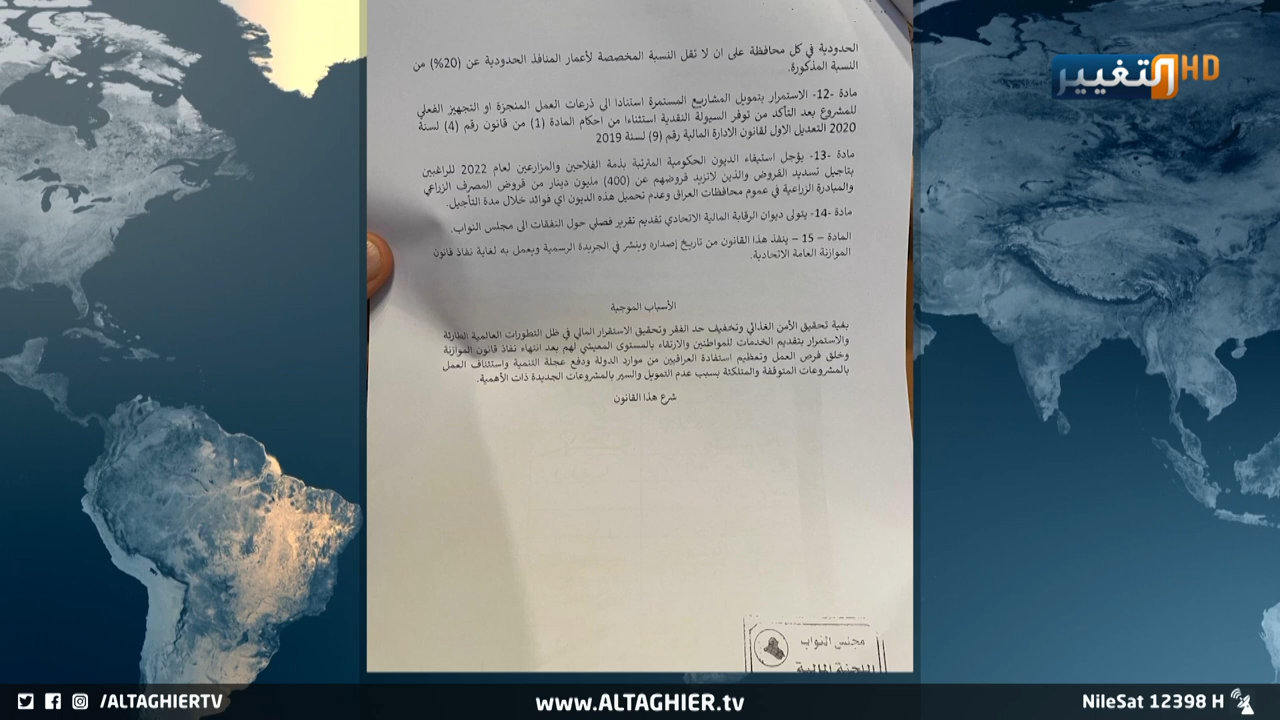 التغيير HD
الحدودية في كل محافظة على ان لا تقل النسبة المخصصة لأعمار المنافذ الحدودية عن (20%) من
النسبة المذكورة.
مادة -12- الاستمرار بتمويل المشاريع المستمرة استنادا الى ذرعات العمل المنجزة او التجهيز الفعلي
للمشروع بعد التأكد من توفر السيولة النقدية استثناءا من احكام المادة (1) من قانون رقم (4) لسنة
2020 التعديل الاول لقانون الادارة المالية رقم (9) لسنة 2019
مادة -13- يؤجل استيفاء الديون الحكومية المترتبة بذمة الفلاحين والمزارعين لعام 2022 للراغبين
بتاجيل تسديد القروض والذين لاتزيد قروضهم عن (400) مليون دينار من قروض المصرف الزراعي
والمبادرة الزراعية في عموم محافظات العراق وعدم تحميل هذه الديون اي فوائد خلال مدة التأجيل.
مادة -14- يتولى ديوان الرقابة المالية الاتحادي تقديم تقرير فصلي حول النفقات الى مجلس النواب.
المادة – 15 – ينفذ هذا القانون من تاريخ إصداره وينشر في الجريدة الرسمية ويعمل به لغاية نفاذ قانون
الموازنة العامة الاتحادية.
الأسباب الموجبة
بغية تحقيق الأمن الغذائي وتخفيف حد الفقر وتحقيق الاستقرار المالي في ظل التطورات العالمية الطارئة
والاستمرار بتقديم الخدمات للمواطنين والارتقاء بالمستوى المعيشي لهم بعد انتهاء نفاذ قانون الموازنة
وخلق فرص العمل وتعظيم استفادة العراقيين من موارد الدولة ودفع عجلة التنمية واستئناف العمل
بالمشروعات المتوقفة والمتلكئة بسبب عدم التمويل والسير بالمشروعات الجديدة ذات الأهمية.
شرع هذا القانون
مجلس النواب
اللجنة المالية
/ALTAGHIERTV
www.ALTAGHIER.tv
NileSat 12398 H